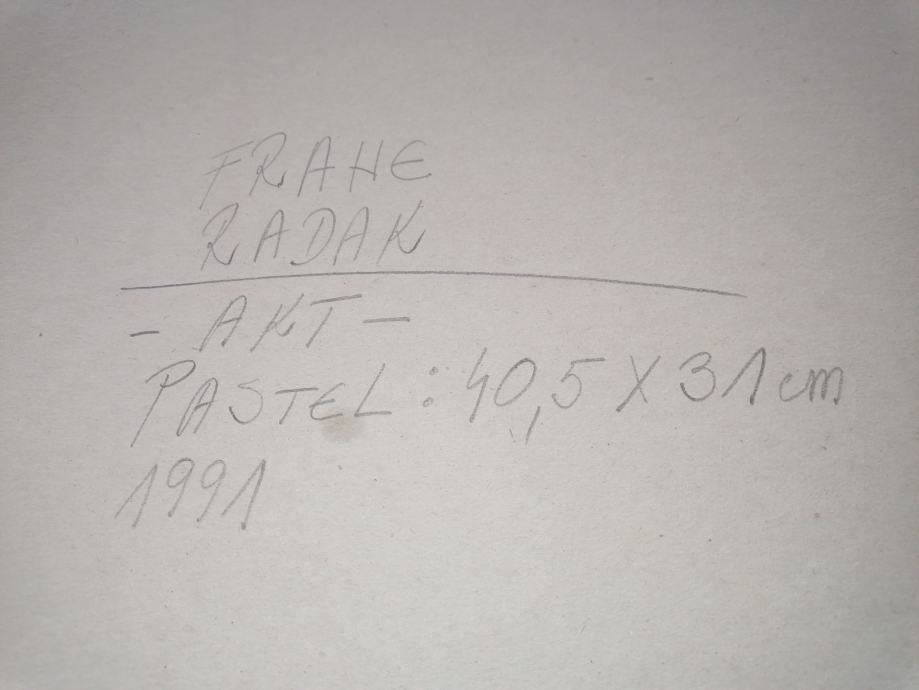 FRANE
RADAK
- AKT -
PASTEL : 40,5 X 31 cm
1991